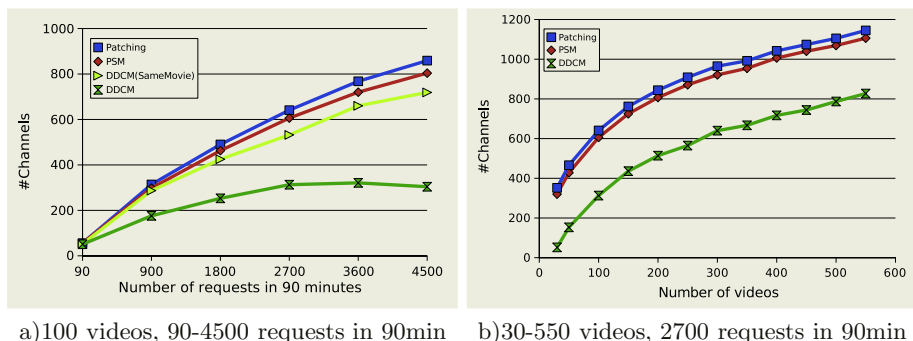 1000
800
600
400
200
0
#Channels
Patching
PSM
DDCM(SameMovie)
DDCM
90 900 1800 2700 3600 4500
Number of requests in 90 minutes
a)100 videos, 90-4500 requests in 90min
1200
1000
800
600
400
200
0
#Channels
Patching
PSM
DDCM
0 100 200 300 400 500 600
Number of videos
b)30-550 videos, 2700 requests in 90min